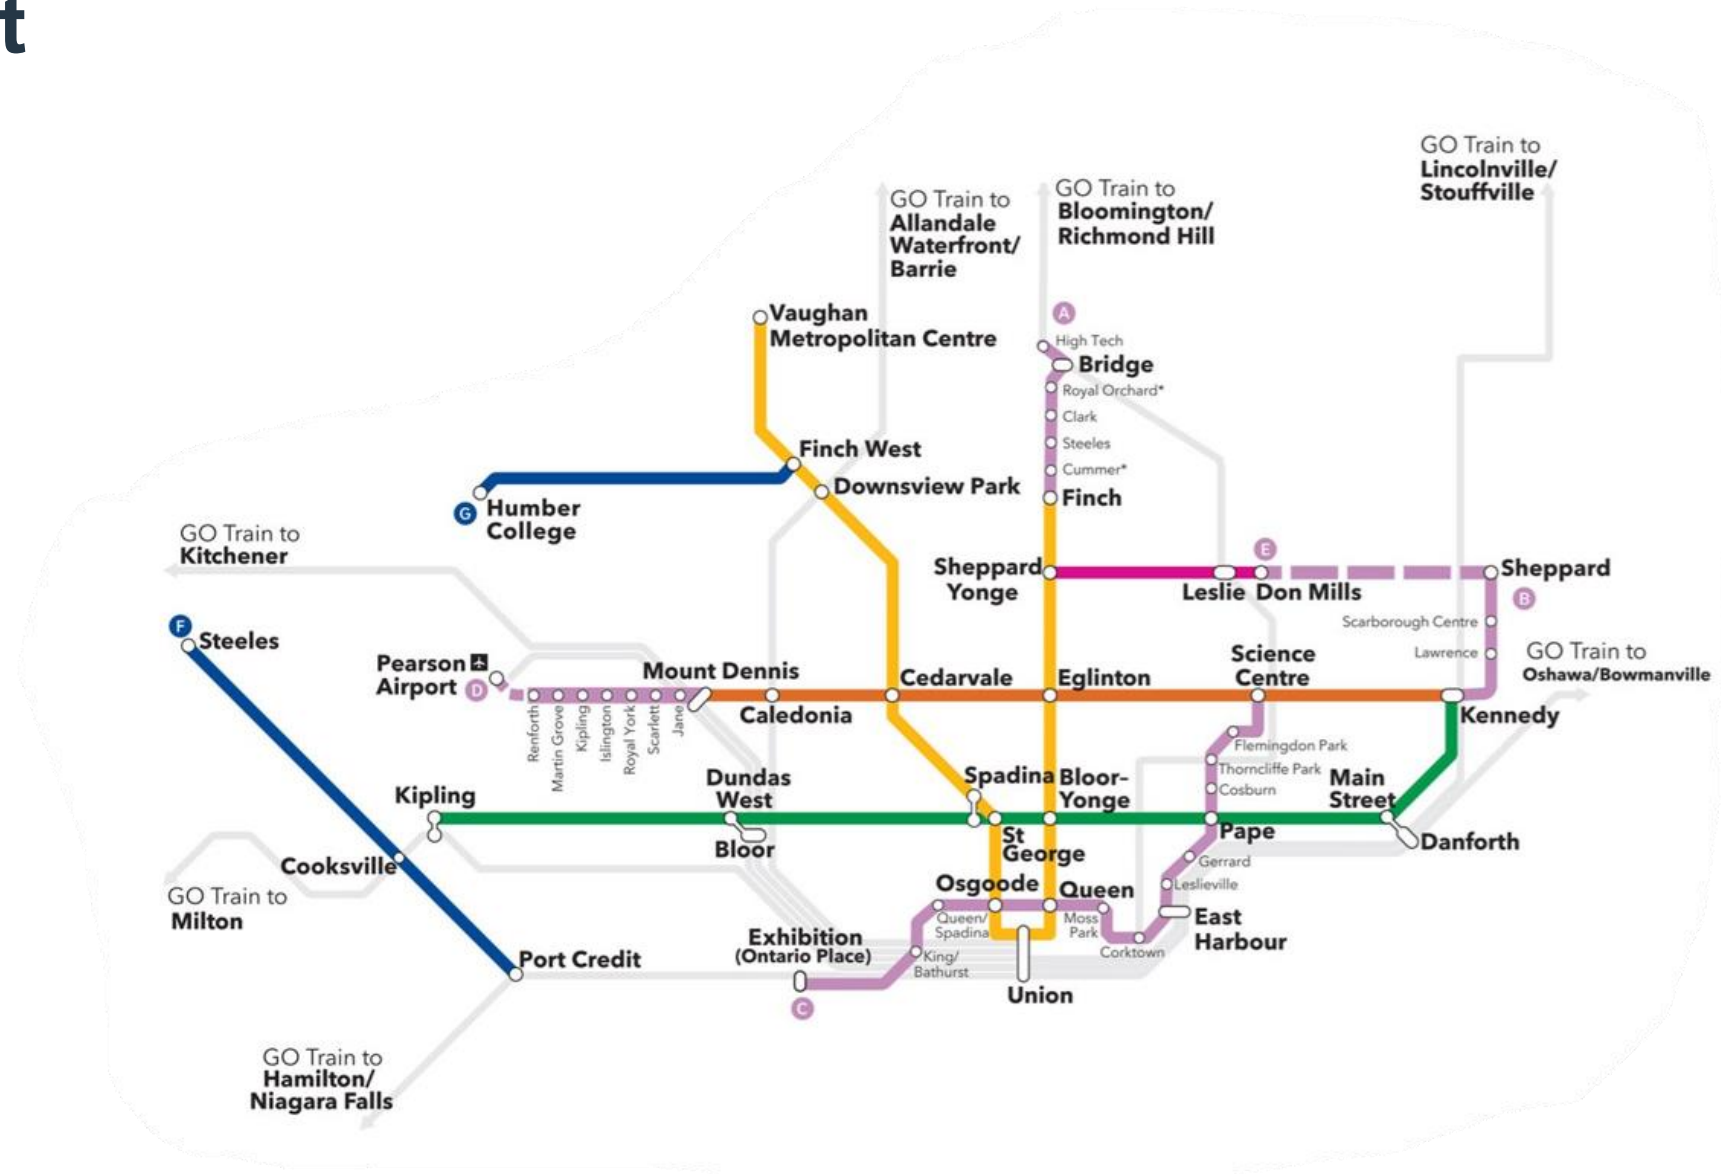 t
GO Train to
Lincolnville/
Stouffville
GO Train to
Allandale
Waterfront/
Barrie
GO Train to
Bloomington/
Richmond Hill
A
High Tech
Bridge
Royal Orchard*
Clark
Steeles
Cummer*
Finch
Vaughan
Metropolitan Centre
Finch West
Downsview Park
G
Humber
College
GO Train to
Kitchener
Sheppard
Yonge
E
Leslie
Don Mills
Sheppard
B
Scarborough Centre
Lawrence
GO Train to
Oshawa/Bowmanville
F
Steeles
Pearson
Airport
D
Renforth
Martin Grove
Kipling
Islington
Royal York
Scarlett
Jane
Mount Dennis
Caledonia
Cedarvale
Eglinton
Science
Centre
Kennedy
Flemingdon Park
Thorncliffe Park
Cosburn
Kipling
Dundas
West
Bloor
Spadina
Bloor-
Yonge
St
George
Pape
Main
Street
Danforth
Cooksville
GO Train to
Milton
Osgoode
Queen
Gerrard
Leslieville
East
Harbour
Queen/
Spadina
Moss
Park
Corktown
Exhibition
(Ontario Place)
King/
Bathurst
C
Union
Port Credit
GO Train to
Hamilton/
Niagara Falls